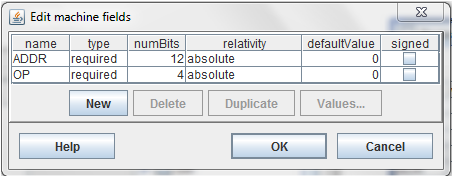 Edit machine fields
name type numBits relativity defaultValue signed
ADDR required 12 absolute 0
OP required 4 absolute 0
New Delete Duplicate Values...
Help OK Cancel